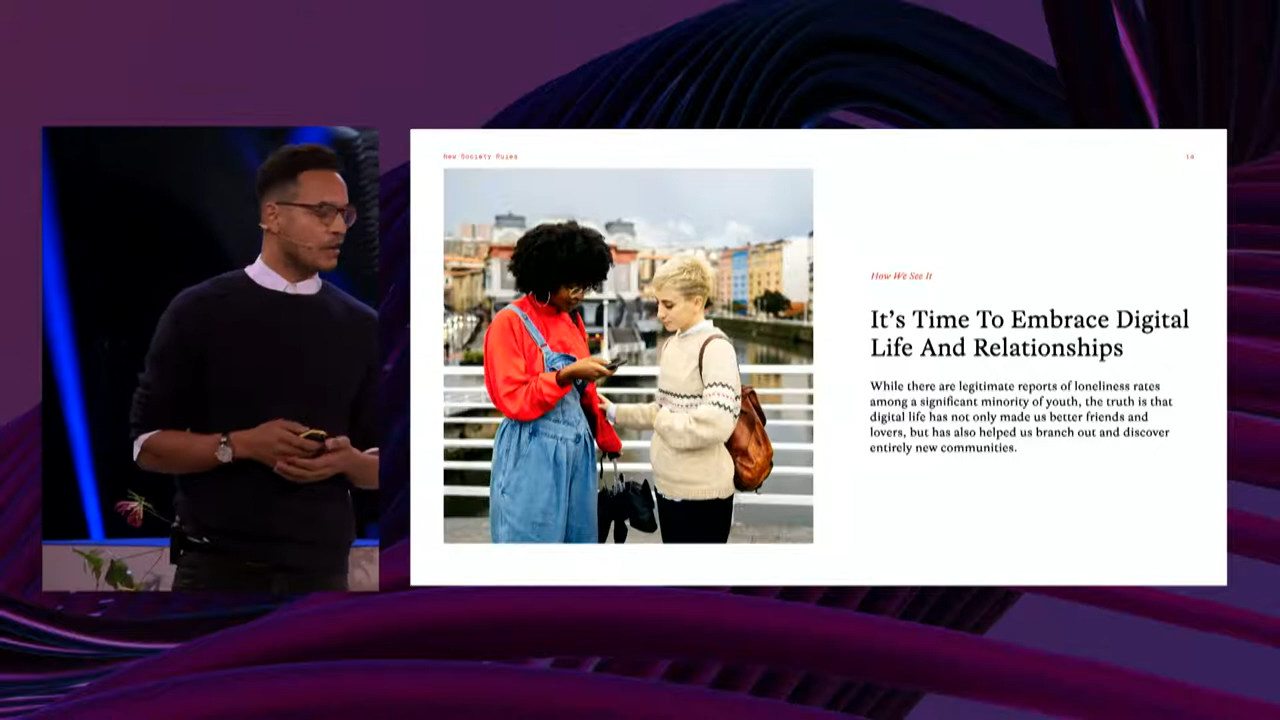 New Society Rules
How We See It
It's Time To Embrace Digital
Life And Relationships
While there are legitimate reports of loneliness rates
among a significant minority of youth, the truth is that
digital life has not only made us better friends and
lovers, but has also helped us branch out and discover
entirely new communities.